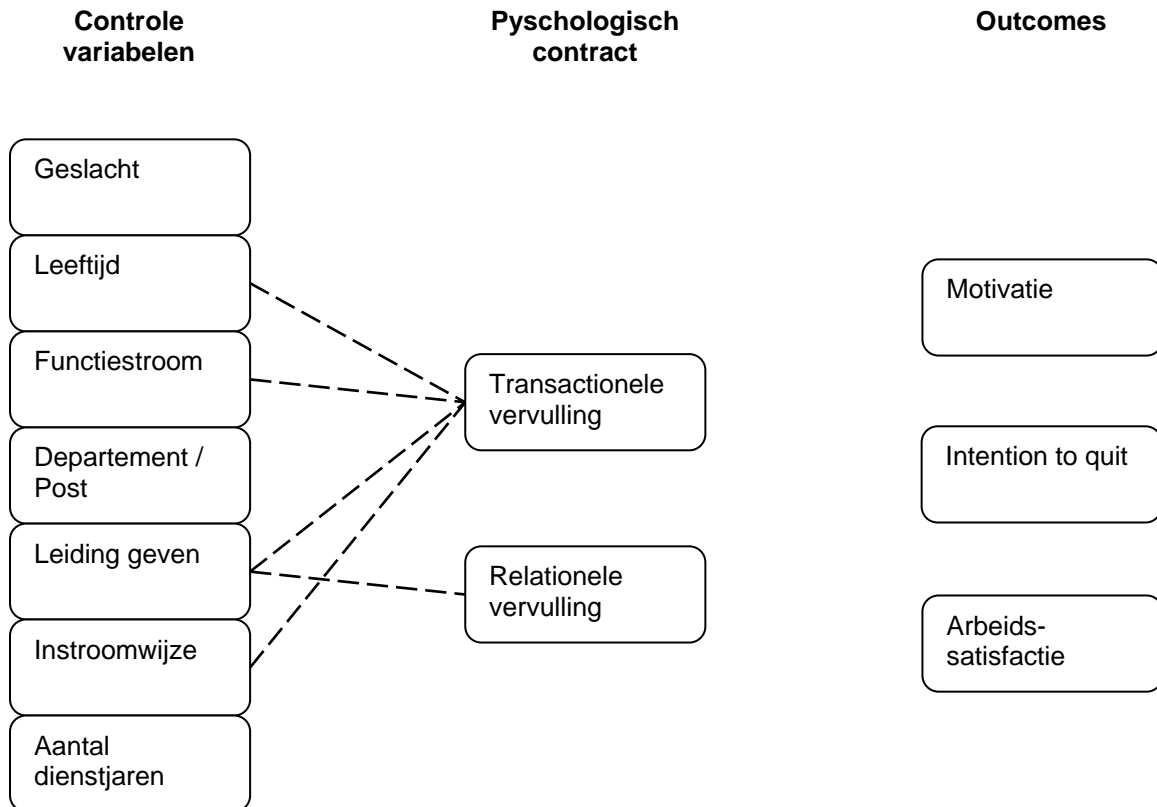 Controle
variabelen
Pyschologisch
contract
Outcomes
Geslacht
Leeftijd
Functiestroom
Departement /
Post
Leiding geven
Instroomwijze
Aantal
dienstjaren
Transactionele
vervulling
Relationele
vervulling
Motivatie
Intention to quit
Arbeids-
satisfactie